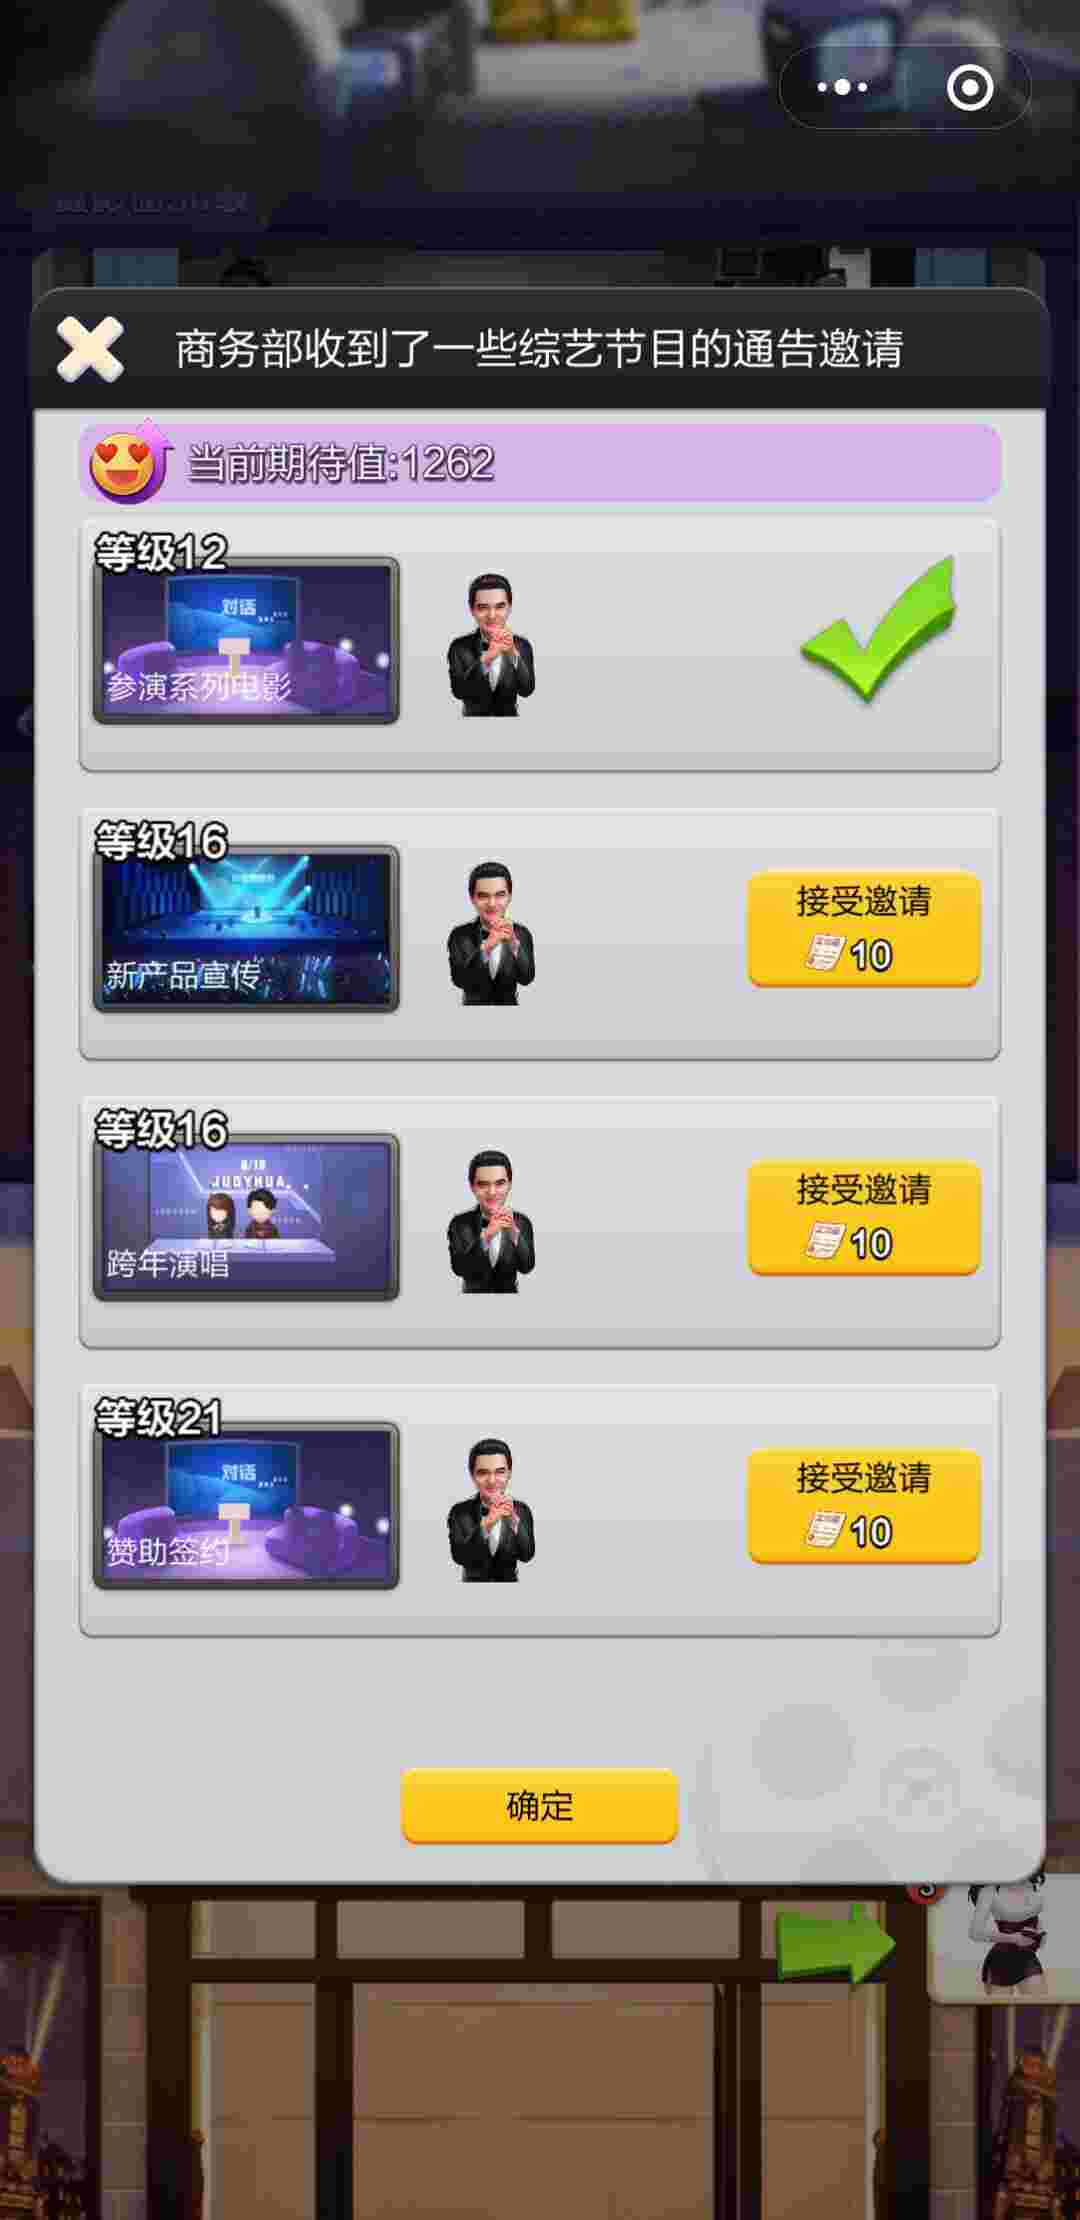 商务部收到了一些综艺节目的通告邀请
当前期待值:1262
等级12
对话
参演系列电影
等级16
新产品宣传
接受邀请
10
等级16
JUDYHUA
跨年演唱
接受邀请
10
等级21
对话
赞助签约
接受邀请
10
确定